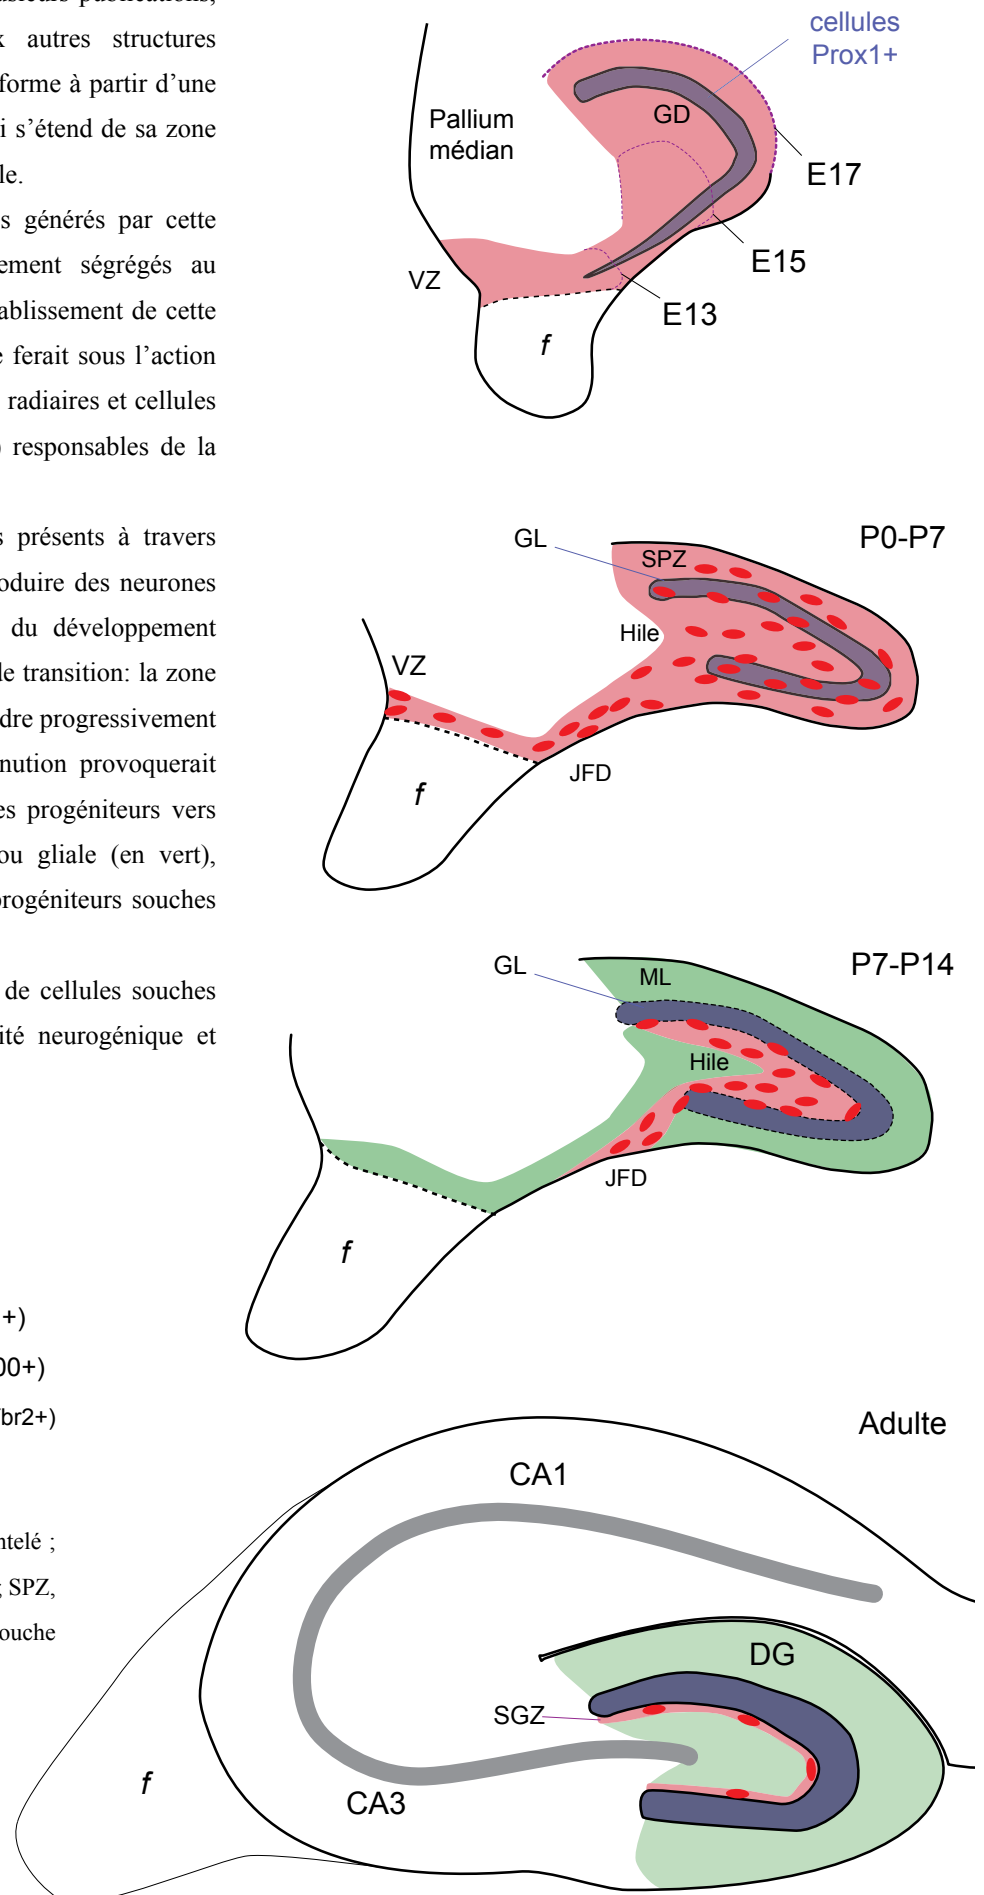 usieurs publications,
x autres structures
forme à partir d'une
i s'étend de sa zone
le.
s générés par cette
ement ségrégés au
ablissement de cette
e ferait sous l'action
radiaires et cellules
) responsables de la
s présents à travers
oduire des neurones
du développement
le transition: la zone
dre progressivement
nution provoquerait
es progéniteurs vers
ou gliale (en vert),
progéniteurs souches
de cellules souches
ité neurogénique et
+)
00+)
br2+)
ntelé ;
; SPZ,
ouche
cellules
Prox1+
Pallium
médian
GD
E17
VZ
E15
E13
f
P0-P7
GL
SPZ
Hile
VZ
JFD
f
P7-P14
GL
ML
Hile
JFD
f
Adulte
CA1
DG
SGZ
CA3
f